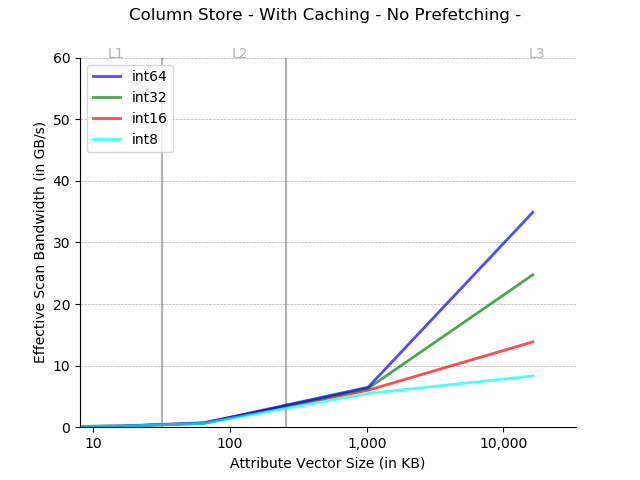 Column Store - With Caching - No Prefetching -
L1
L2
L3
60
50
40
30
20
10
0
Effective Scan Bandwidth (in GB/s)
int64
int32
int16
int8
10
100
1,000
10,000
Attribute Vector Size (in KB)